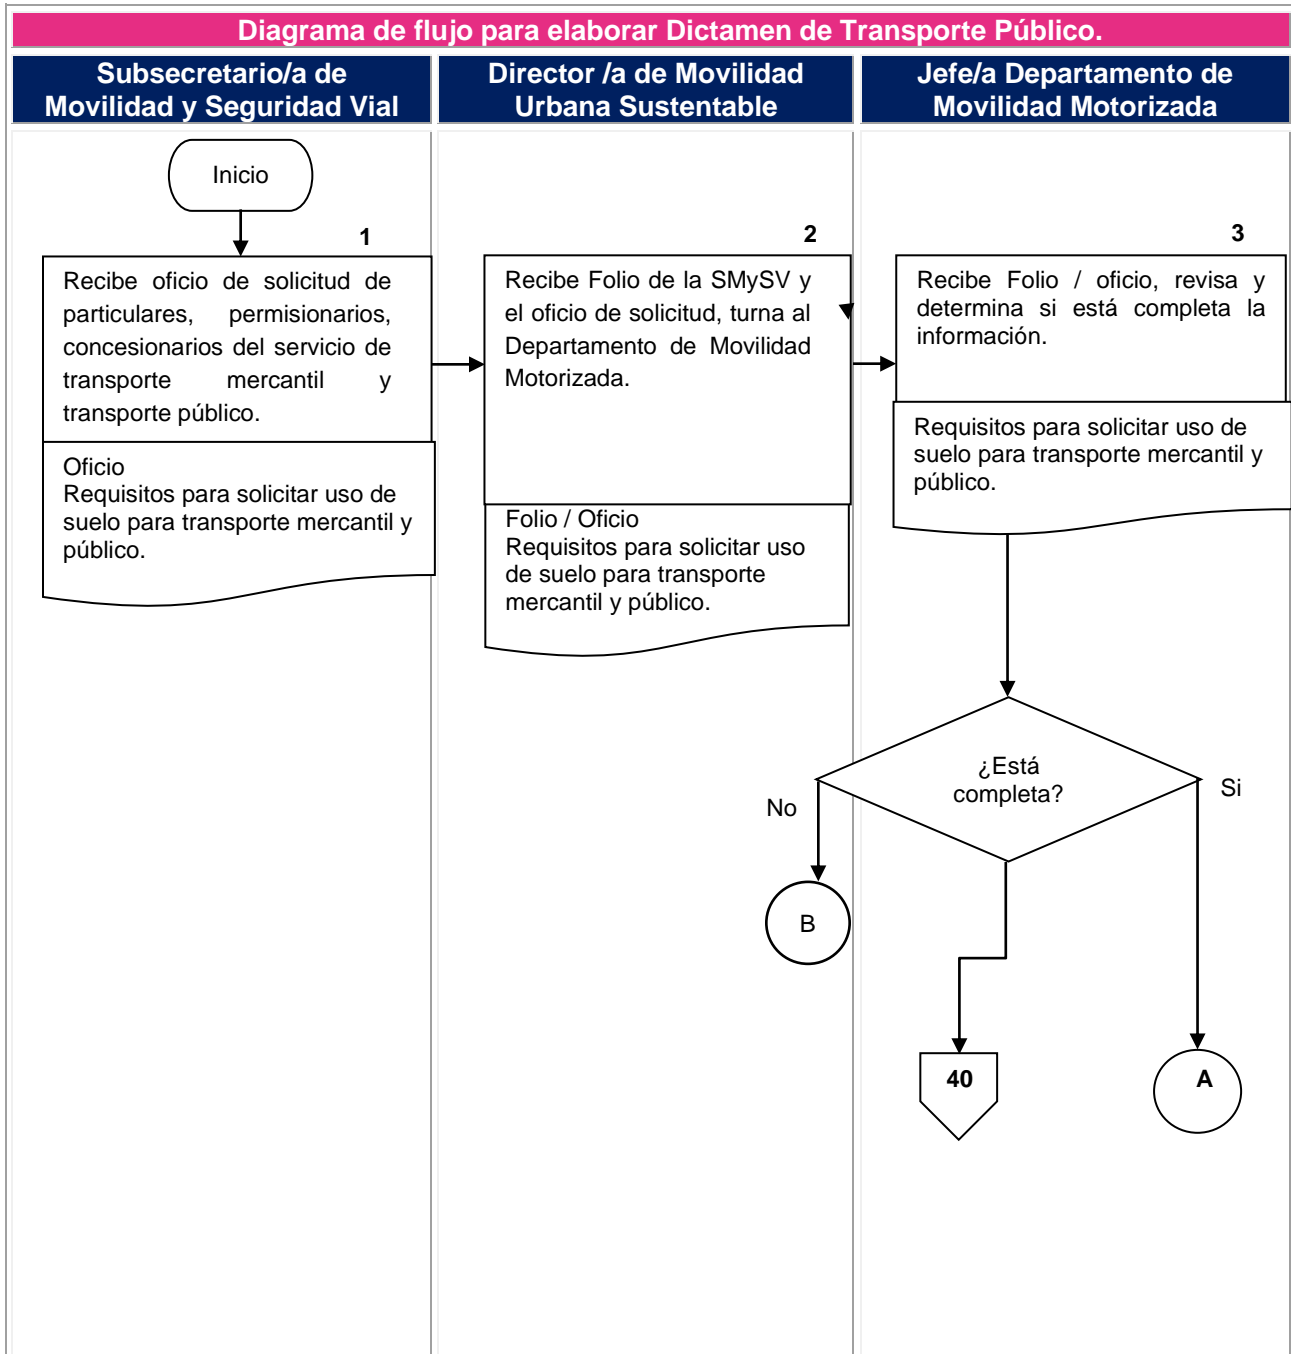 Diagrama de flujo para elaborar Dictamen de Transporte Público.
Subsecretario/a de
Movilidad y Seguridad Vial
Director /a de Movilidad
Urbana Sustentable
Jefe/a Departamento de
Movilidad Motorizada
Inicio
1
Recibe oficio de solicitud de
particulares, permisionarios,
concesionarios del servicio de
transporte mercantil y
transporte público.
Oficio
Requisitos para solicitar uso de
suelo para transporte mercantil y
público.
2
Recibe Folio de la SMySV y
el oficio de solicitud, turna al
Departamento de Movilidad
Motorizada.
Folio / Oficio
Requisitos para solicitar uso
de suelo para transporte
mercantil y público.
3
Recibe Folio / oficio, revisa y
determina si está completa la
información.
Requisitos para solicitar uso de
suelo para transporte mercantil y
público.
¿Está
completa?
No
Si
B
40
A